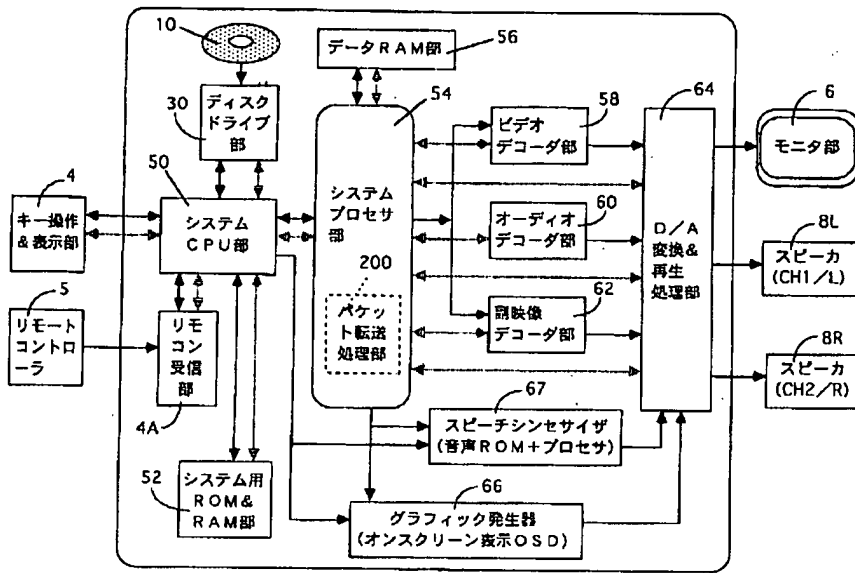 10
データRAM部
56
ディスク
ドライブ
部
30
54
58
ビデオ
デコーダ部
64
6
モニタ部
4
キー操作
&表示部
50
システム
CPU部
システム
プロセサ
部
オーディオ
デコーダ部
60
D/A
変換&
再生
処理部
8L
スピーカ
(CH1/L)
5
リモート
コントロ
ーラ
リモ
コン
受信
部
4A
200
パケッ
ト転送
処理部
副映像
デコーダ部
62
8R
スピーカ
(CH2/R)
67
スピーチシンセサイザ
(音声ROM+プロセサ)
52
システム用
ROM&
RAM部
66
グラフィック発生器
(オンスクリーン表示OSD)